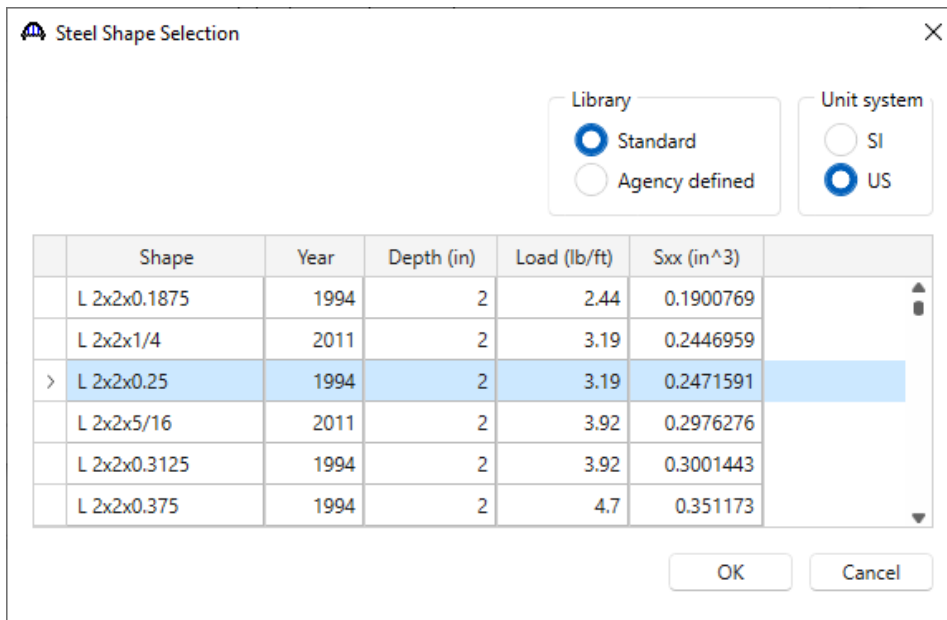 Steel Shape Selection
Library Unit system
Standard SI
Agency defined US
Shape Year Depth (in) Load (lb/ft) Sxx (in^3)
L 2x2x0.1875 1994 2 2.44 0.1900769
L 2x2x1/4 2011 2 3.19 0.2446959
L 2x2x0.25 1994 2 3.19 0.2471591
L 2x2x5/16 2011 2 3.92 0.2976276
L 2x2x0.3125 1994 2 3.92 0.3001443
L 2x2x0.375 1994 2 4.7 0.351173
OK Cancel